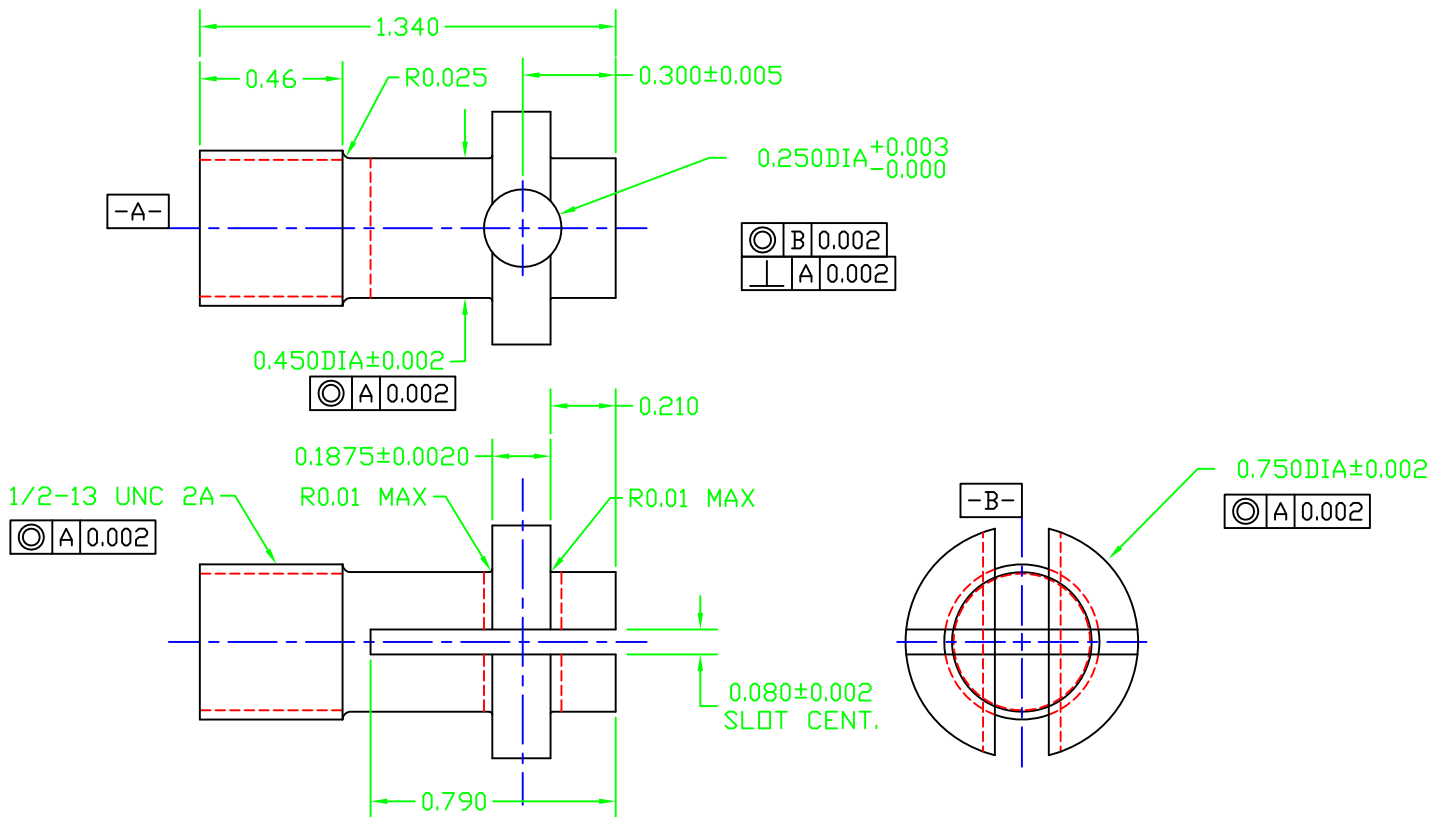 1.340
0.46
R0.025
0.300±0.005
0.250DIA +0.003
-0.000
-A-
B 0.002
A 0.002
0.450DIA±0.002
A 0.002
0.210
0.1875±0.0020
1/2-13 UNC 2A
R0.01 MAX
R0.01 MAX
A 0.002
0.750DIA±0.002
-B-
A 0.002
0.080±0.002
SLOT CENT.
0.790